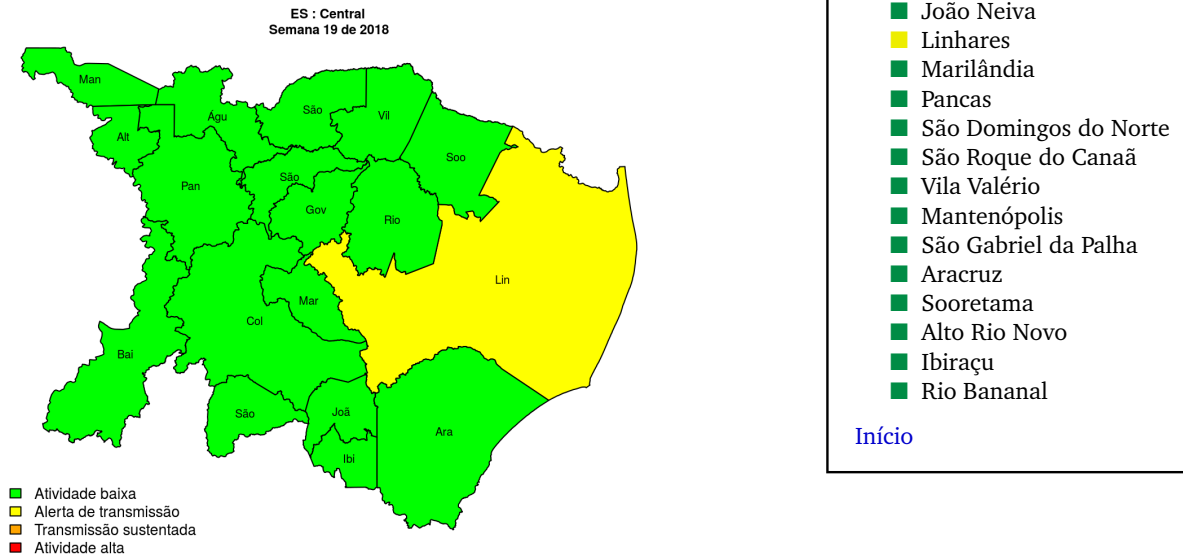 ES : Central
Semana 19 de 2018
Man
Águ
São
Vil
Alt
Soo
Pan
São
Gov
Rio
Lin
Mar
Col
Bai
São
Joã
Ara
Ibi
Atividade baixa
Alerta de transmissão
Transmissão sustentada
Atividade alta
João Neiva
Linhares
Marilândia
Pancas
São Domingos do Norte
São Roque do Canaã
Vila Valério
Mantenópolis
São Gabriel da Palha
Aracruz
Sooretama
Alto Rio Novo
Ibiraçu
Rio Bananal
Início